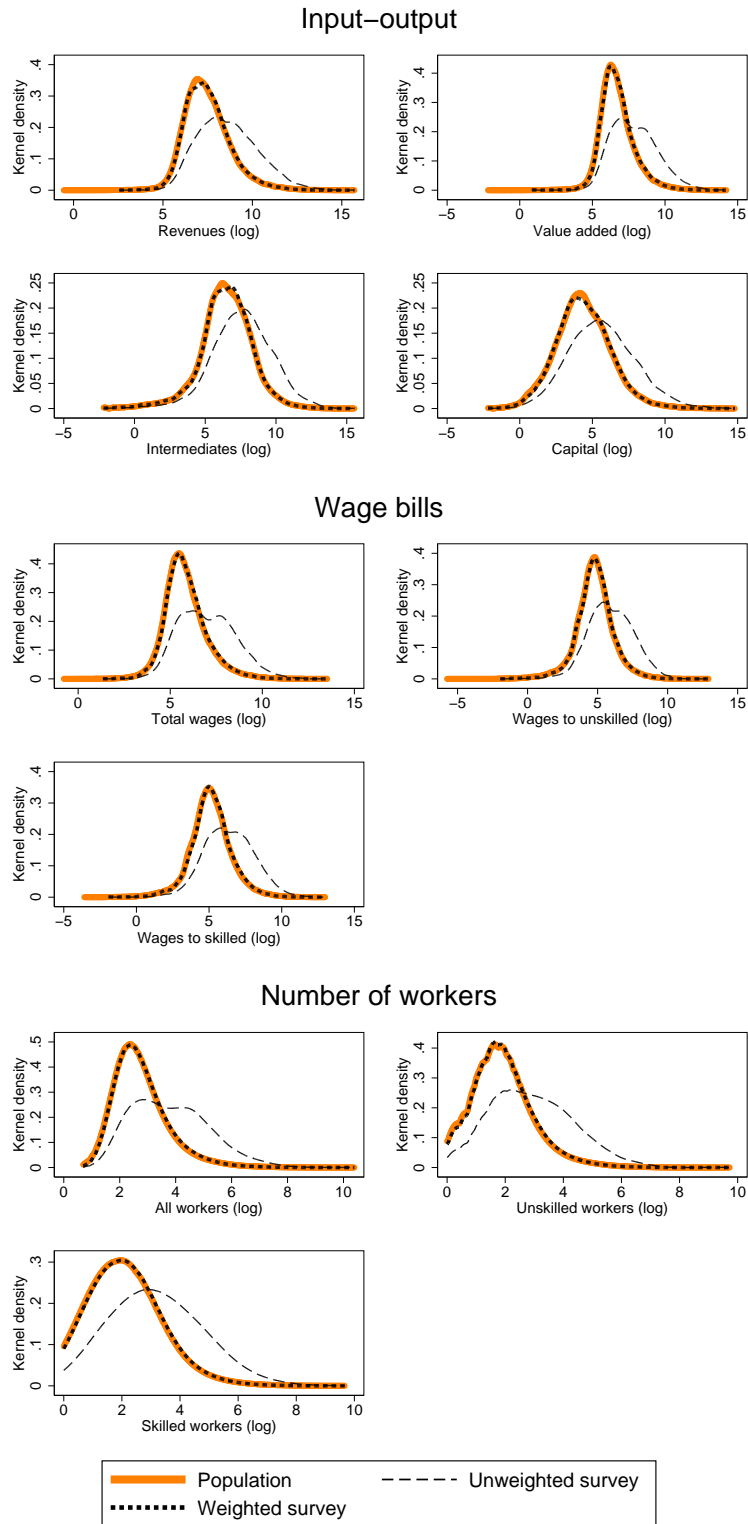 Input−output
Kernel density
0 .1 .2 .3 .4
0 5 10 15
Revenues (log)
Kernel density
0 .1 .2 .3 .4
−5 0 5 10 15
Value added (log)
Kernel density
0 .05 .1 .15 .2 .25
−5 0 5 10 15
Intermediates (log)
Kernel density
0 .05 .1 .15 .2 .25
−5 0 5 10 15
Capital (log)
Wage bills
Kernel density
0 .1 .2 .3 .4
0 5 10 15
Total wages (log)
Kernel density
0 .1 .2 .3 .4
−5 0 5 10 15
Wages to unskilled (log)
Kernel density
0 .1 .2 .3 .4
−5 0 5 10 15
Wages to skilled (log)
Number of workers
Kernel density
0 .1 .2 .3 .4 .5
0 2 4 6 8 10
All workers (log)
Kernel density
0 .1 .2 .3 .4
0 2 4 6 8 10
Unskilled workers (log)
Kernel density
0 .1 .2 .3
0 2 4 6 8 10
Skilled workers (log)
Population
Unweighted survey
Weighted survey